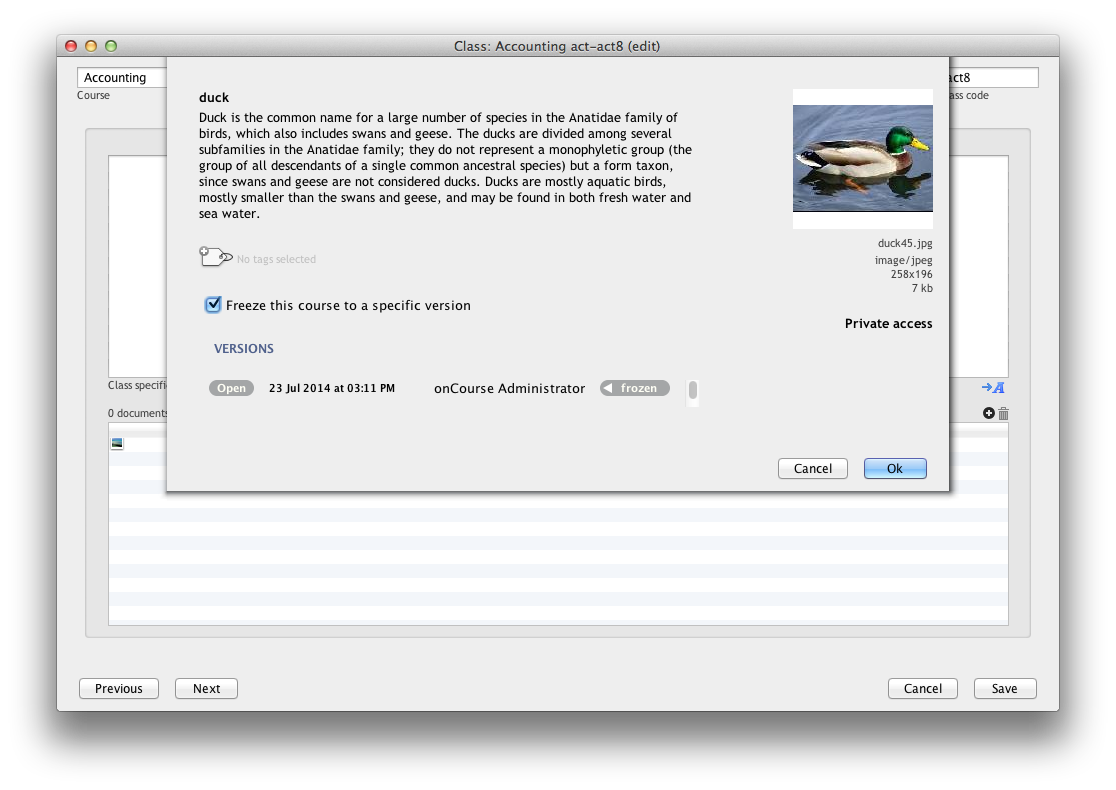 Class: Accounting act-act8 (edit)
Accounting
act8
Course
ass code
duck
Duck is the common name for a large number of species in the Anatidae family of
birds, which also includes swans and geese. The ducks are divided among several
subfamilies in the Anatidae family; they do not represent a monophyletic group (the
group of all descendants of a single common ancestral species) but a form taxon,
since swans and geese are not considered ducks. Ducks are mostly aquatic birds,
mostly smaller than the swans and geese, and may be found in both fresh water and
sea water.
duck45.jpg
image/jpeg
258x196
7 kb
No tags selected
Freeze this course to a specific version
Private access
VERSIONS
Open 23 Jul 2014 at 03:11 PM onCourse Administrator frozen
Class specifi
A
0 documents
Cancel Ok
Previous Next Cancel Save